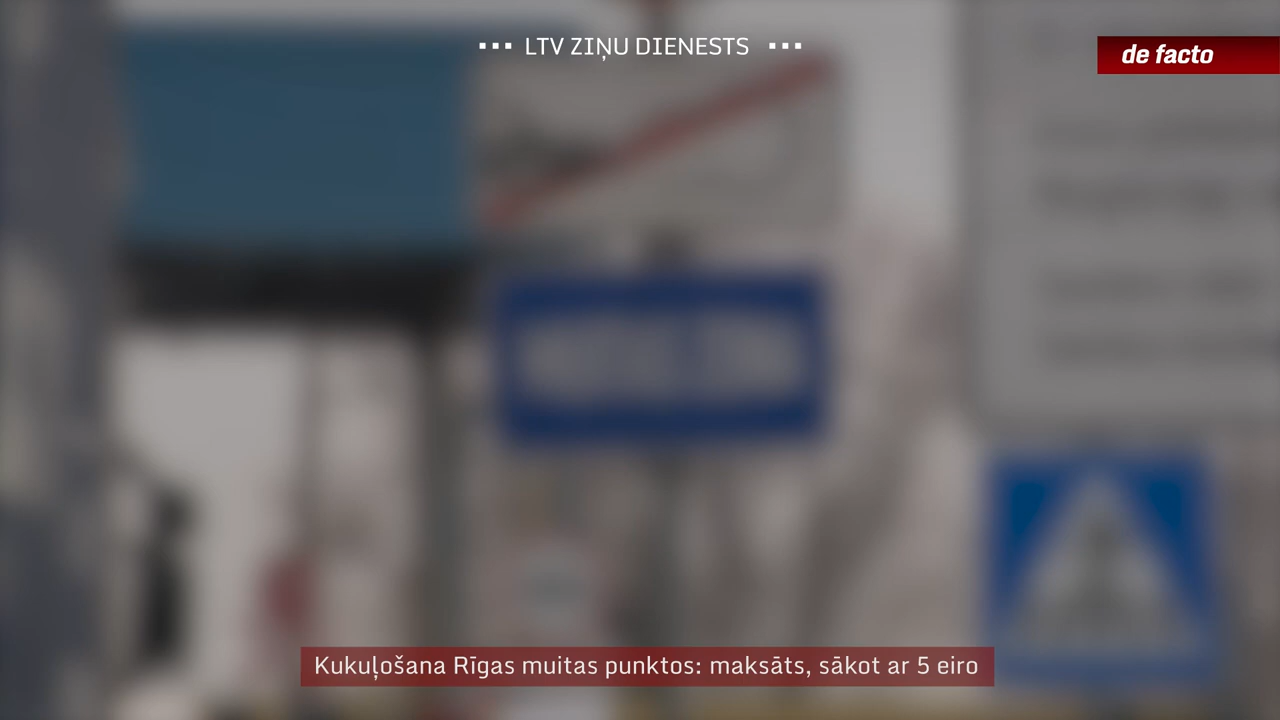 LTV ZIŅU DIENESTS
de facto
Kukuļošana Rīgas muitas punktos: maksāts, sākot ar 5 eiro